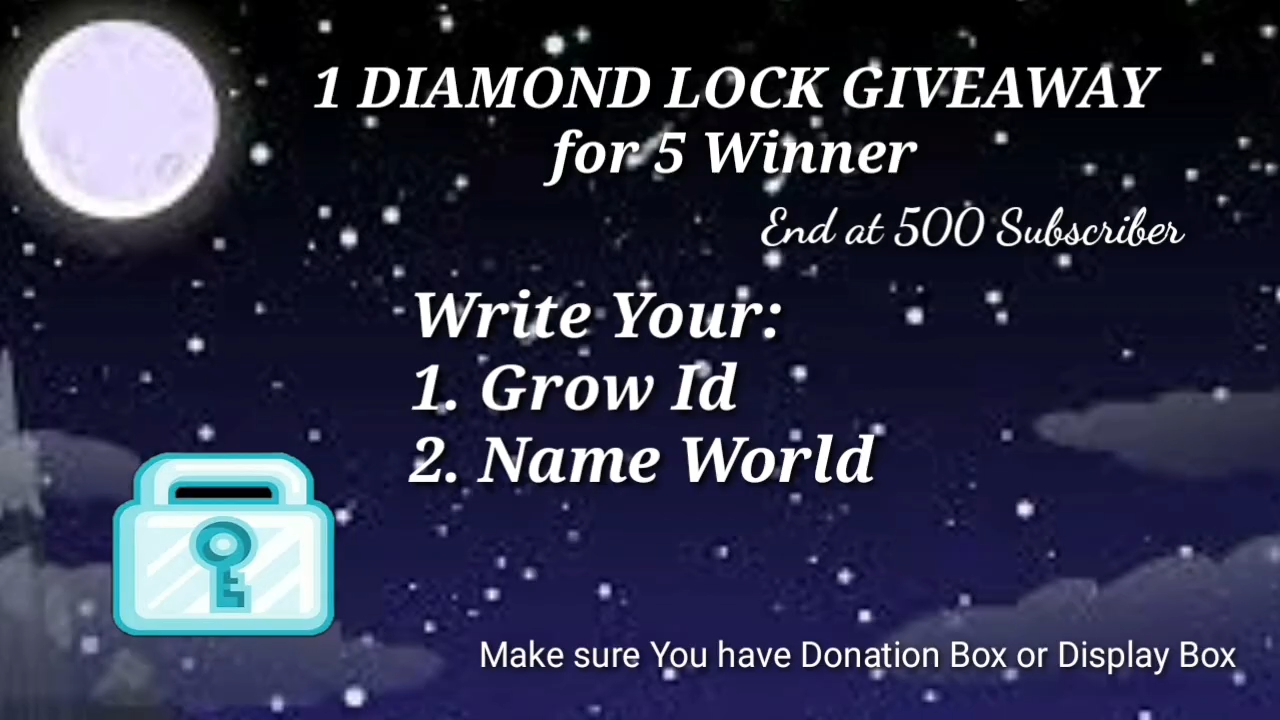 1 DIAMOND LOCK GIVEAWAY
for 5 Winner
End at 500 Subscriber
Write Your:
1. Grow Id
2. Name World
Make sure You have Donation Box or Display Box